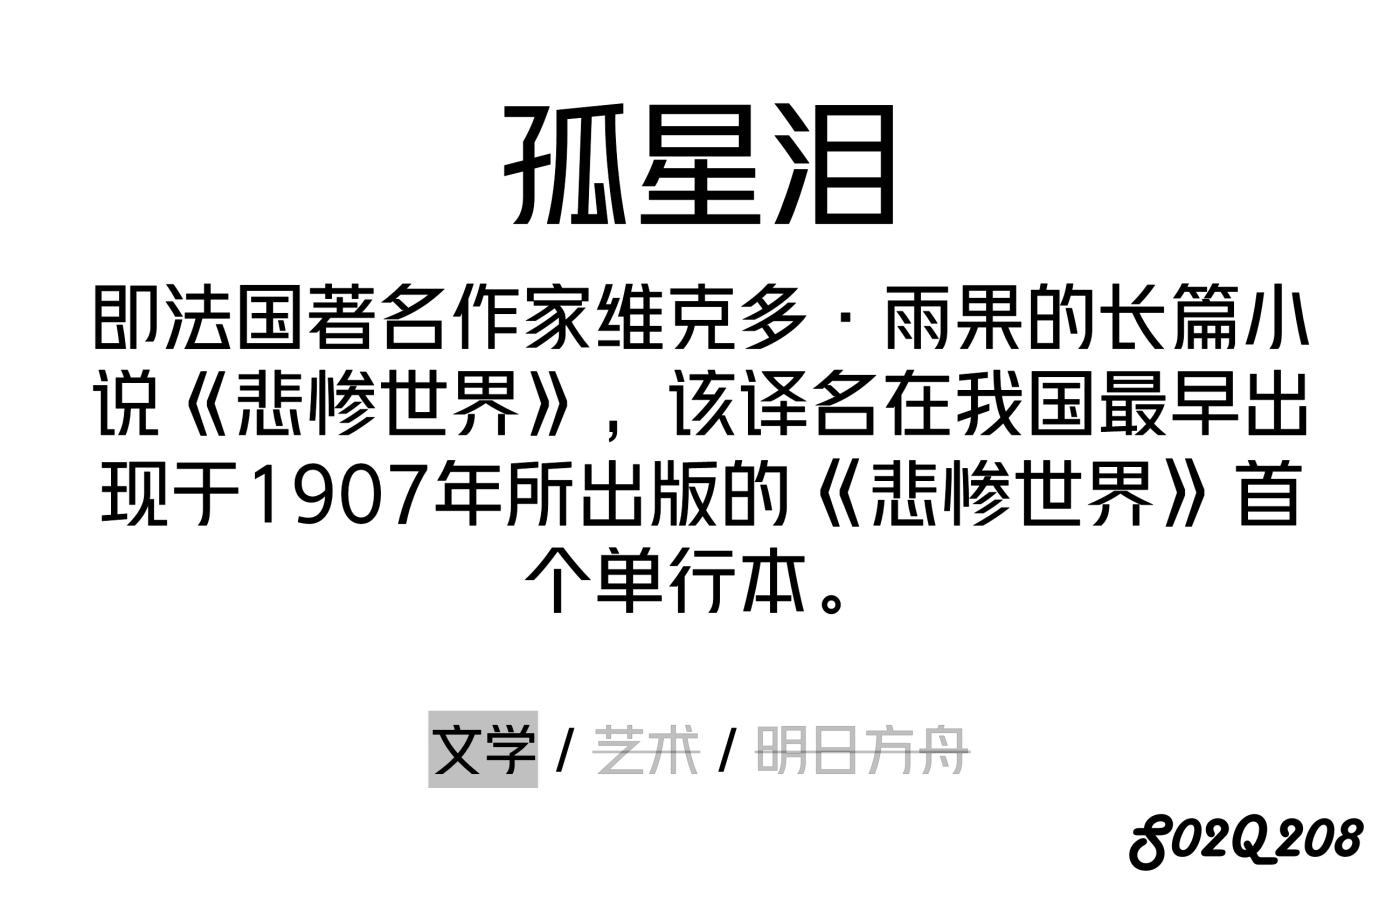 孤星泪
即法国著名作家维克多·雨果的长篇小
说《悲惨世界》，该译名在我国最早出
现于1907年所出版的《悲惨世界》首
个单行本。
文学 / 艺术 / 明日方舟
S02Q208